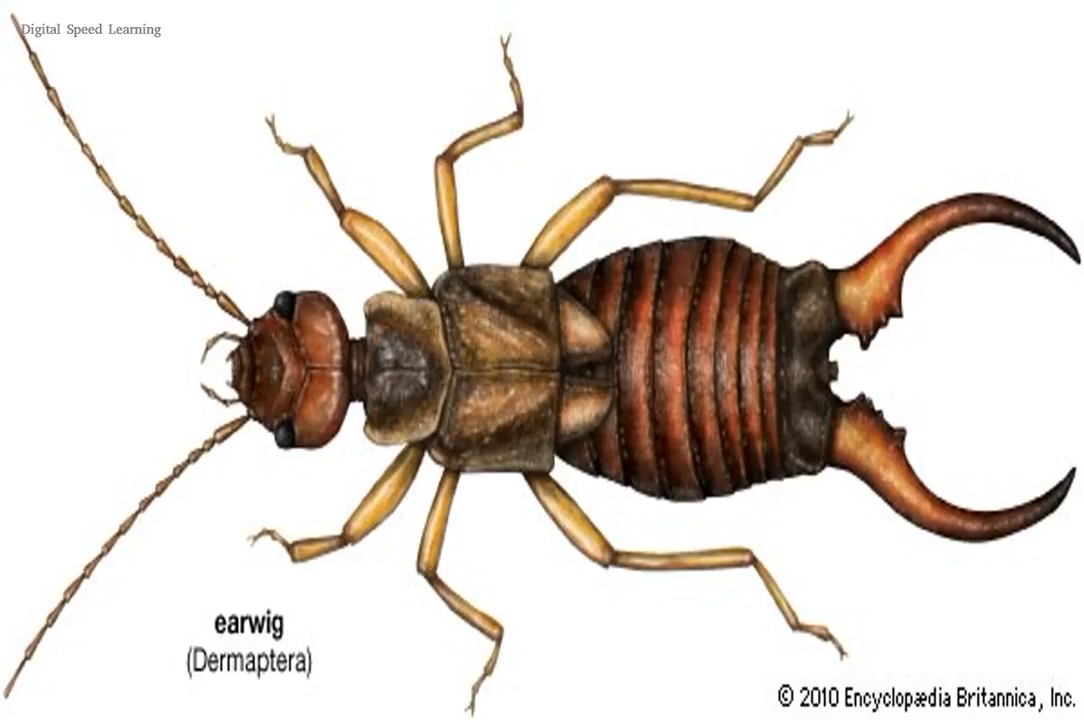 Digital Speed Learning
earwig
(Dermaptera)
© 2010 Encyclopædia Britannica, Inc.